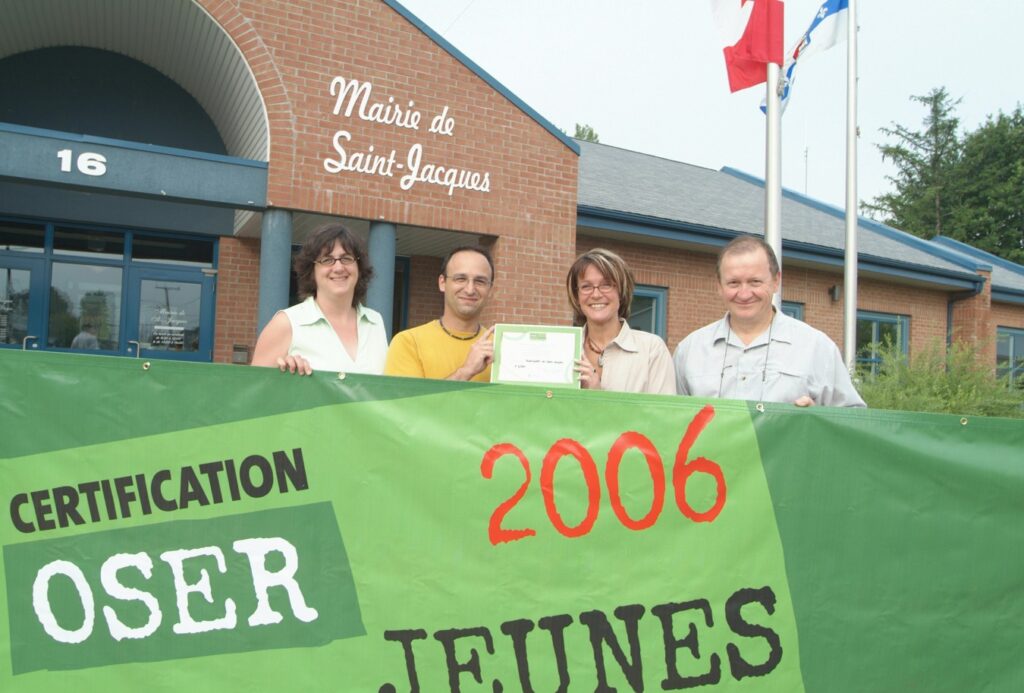 Mairie de
Saint-Jacques
16
CERTIFICATION
OSER
2006
JEUNES